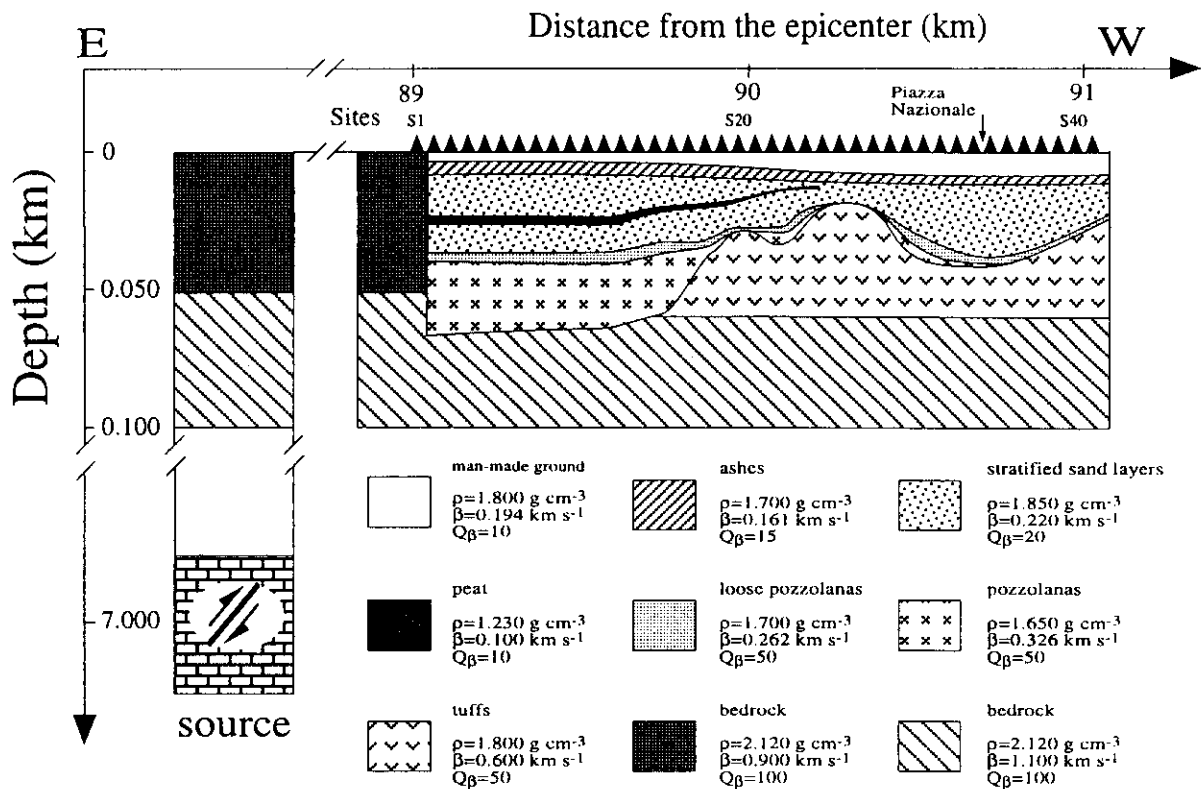 Distance from the epicenter (km)
E
W
89
90
91
Piazza
Nazionale
Sites
S1
S20
S40
Depth (km)
0
0.050
0.100
7.000
source
man-made ground
ρ=1.800 g cm-3
β=0.194 km s-1
Qβ=10
ashes
ρ=1.700 g cm-3
β=0.161 km s-1
Qβ=15
stratified sand layers
ρ=1.850 g cm-3
β=0.220 km s-1
Qβ=20
peat
ρ=1.230 g cm-3
β=0.100 km s-1
Qβ=10
loose pozzolanas
ρ=1.700 g cm-3
β=0.262 km s-1
Qβ=50
pozzolanas
ρ=1.650 g cm-3
β=0.326 km s-1
Qβ=50
tuffs
ρ=1.800 g cm-3
β=0.600 km s-1
Qβ=50
bedrock
ρ=2.120 g cm-3
β=0.900 km s-1
Qβ=100
bedrock
ρ=2.120 g cm-3
β=1.100 km s-1
Qβ=100